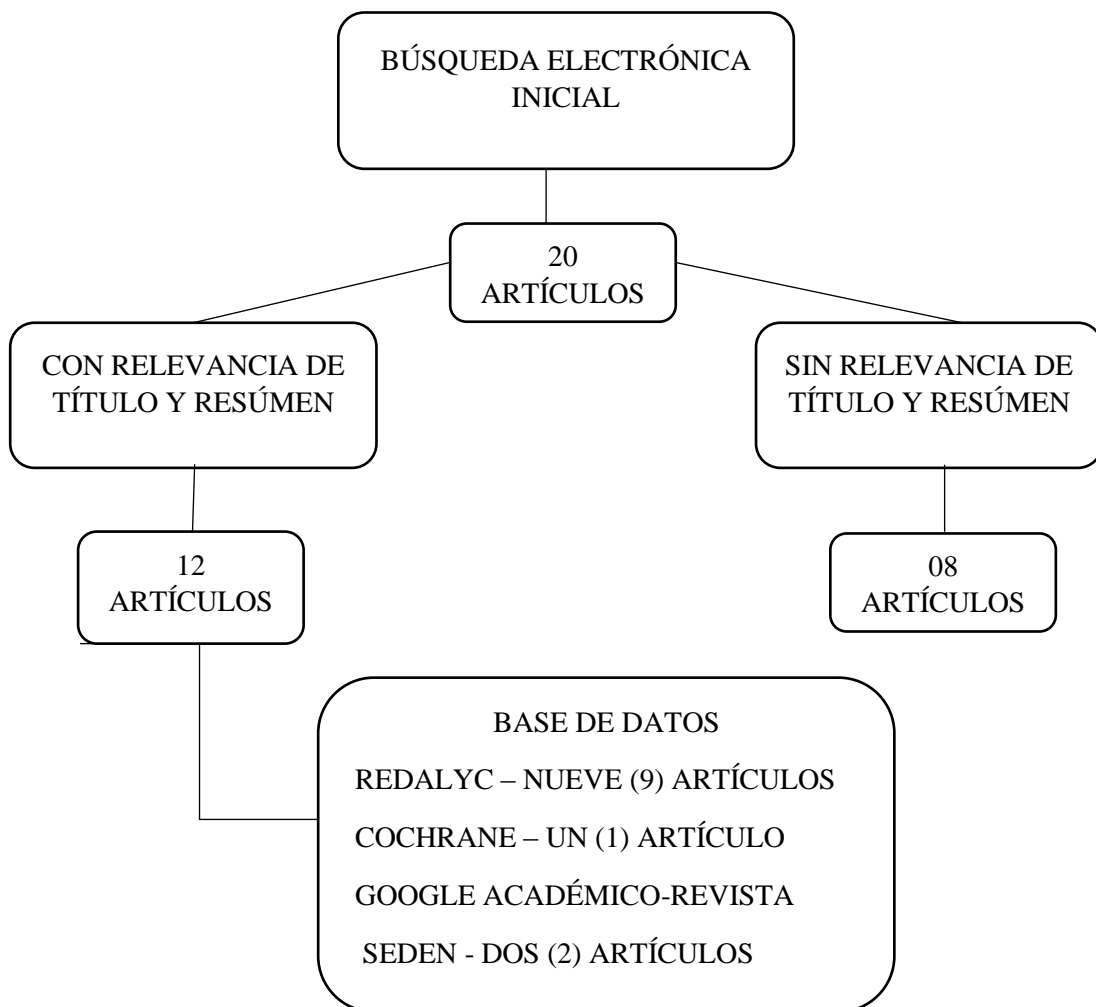 BÚSQUEDA ELECTRÓNICA
INICIAL
20
ARTÍCULOS
CON RELEVANCIA DE
TÍTULO Y RESÚMEN
SIN RELEVANCIA DE
TÍTULO Y RESÚMEN
12
ARTÍCULOS
08
ARTÍCULOS
BASE DE DATOS
REDALYC – NUEVE (9) ARTÍCULOS
COCHRANE – UN (1) ARTÍCULO
GOOGLE ACADÉMICO-REVISTA
SEDEN - DOS (2) ARTÍCULOS